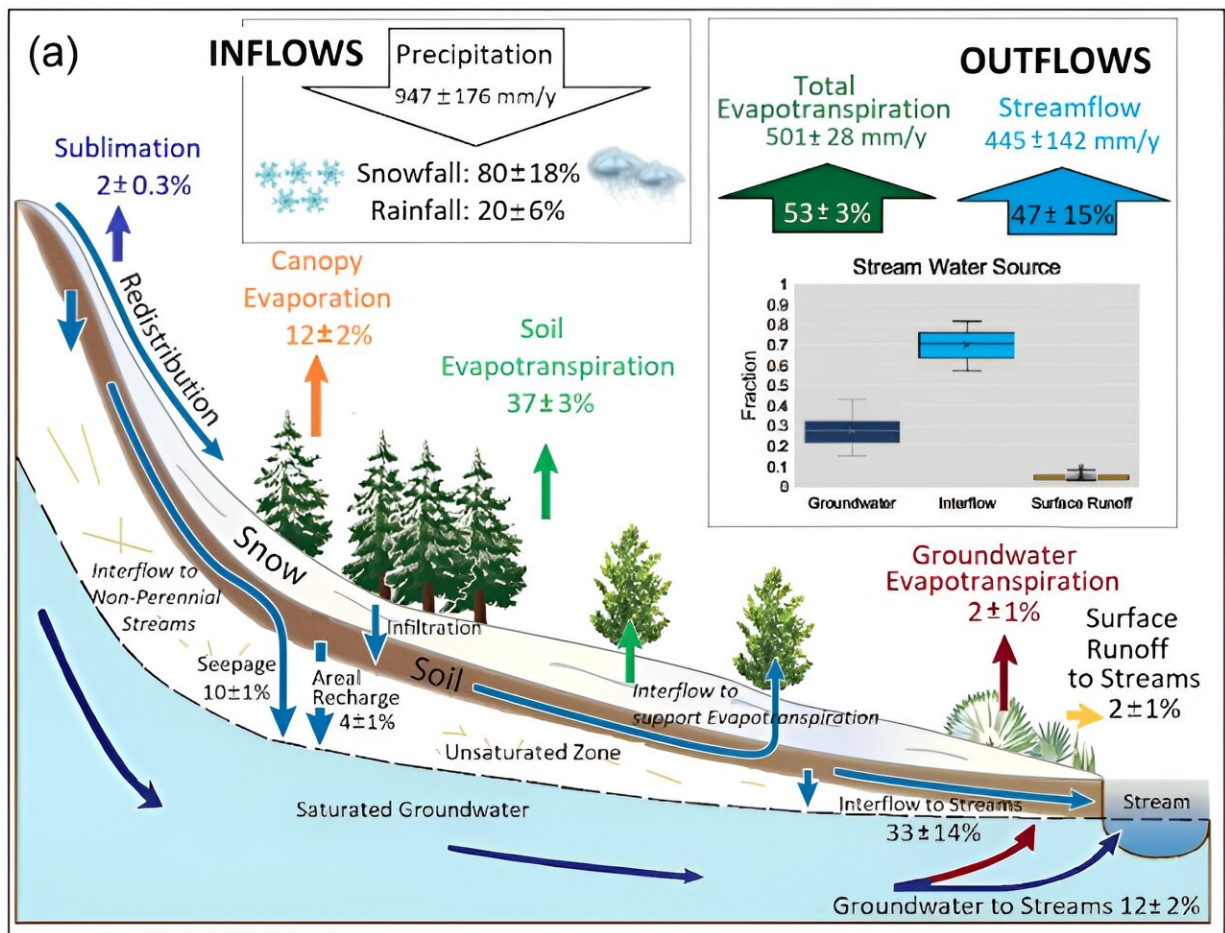 (a)
INFLOWS
Precipitation
947 ± 176 mm/y
Snowfall: 80 ± 18%
Rainfall: 20 ± 6%
OUTFLOWS
Total
Evapotranspiration
501 ± 28 mm/y
53 ± 3%
Streamflow
445 ± 142 mm/y
47 ± 15%
Stream Water Source
Fraction
1
0.9
0.8
0.7
0.6
0.5
0.4
0.3
0.2
0.1
0
Groundwater
Interflow
Surface Runoff
Sublimation
2 ± 0.3%
Redistribution
Canopy
Evaporation
12 ± 2%
Soil
Evapotranspiration
37 ± 3%
Snow
Interflow to
Non-Perennial
Streams
Infiltration
Seepage
10 ± 1%
Areal
Recharge
4 ± 1%
Soil
Interflow to
support Evapotranspiration
Groundwater
Evapotranspiration
2 ± 1%
Surface
Runoff
to Streams
2 ± 1%
Unsaturated Zone
Saturated Groundwater
Interflow to Streams
33 ± 14%
Stream
Groundwater to Streams 12 ± 2%